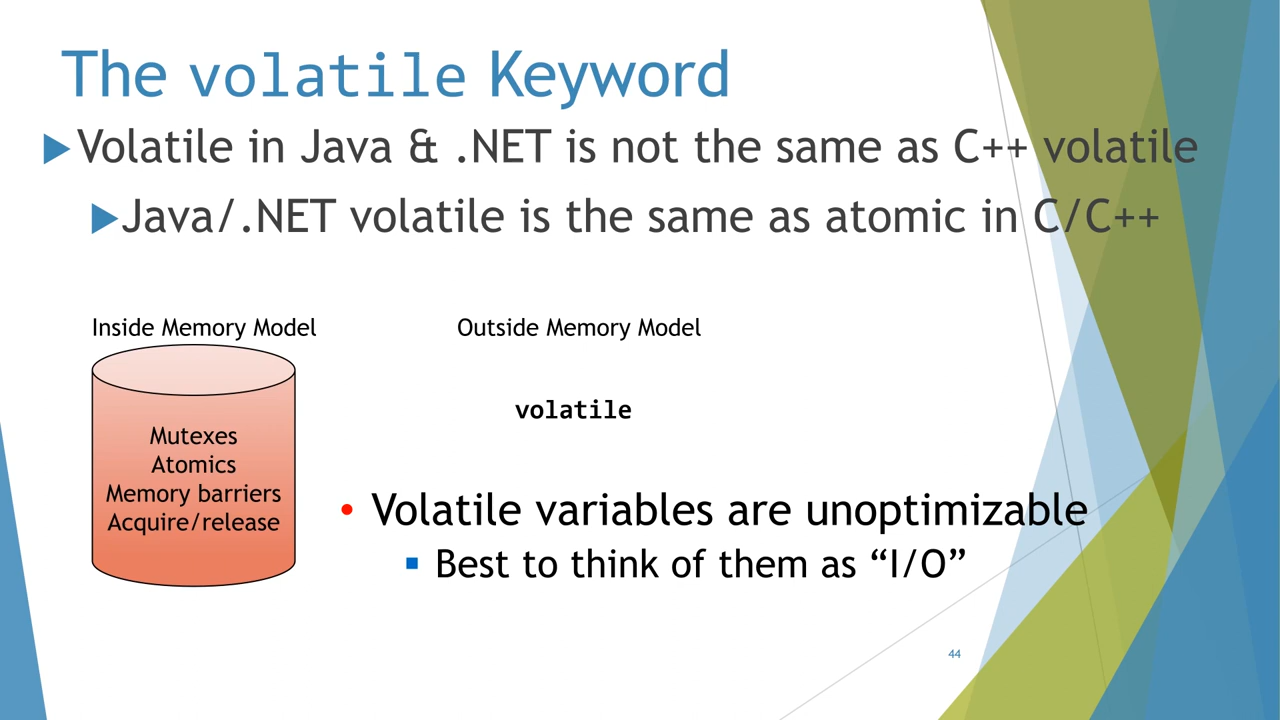 The volatile Keyword
Volatile in Java & .NET is not the same as C++ volatile
Java/.NET volatile is the same as atomic in C/C++
Inside Memory Model
Outside Memory Model
volatile
Mutexes
Atomics
Memory barriers
Acquire/release
• Volatile variables are unoptimizable
▪ Best to think of them as “I/O”
44